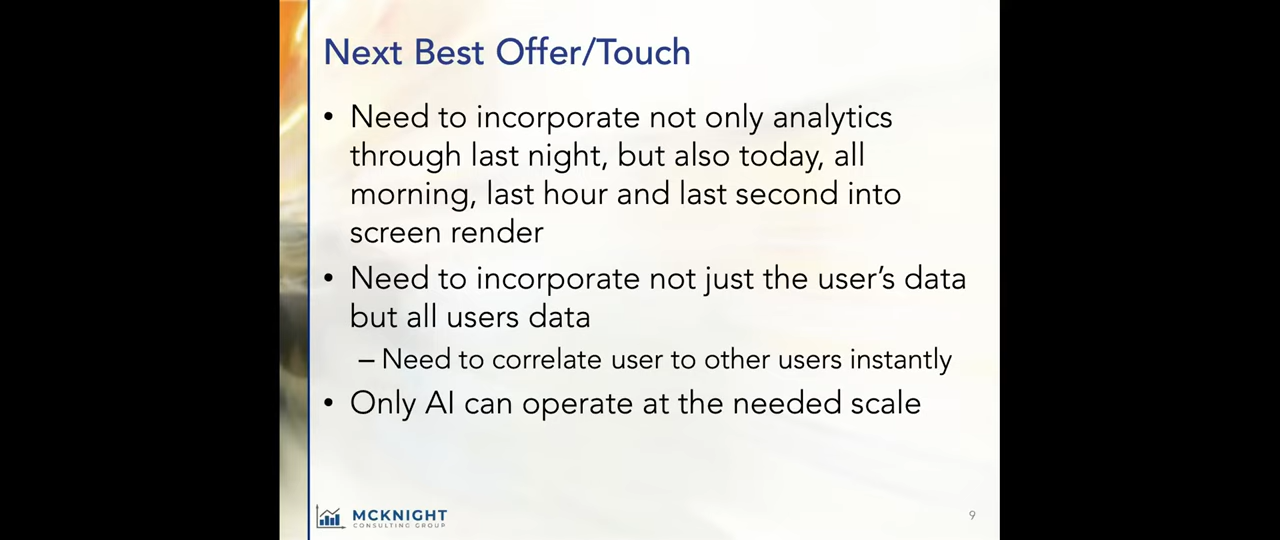 Next Best Offer/Touch
• Need to incorporate not only analytics
through last night, but also today, all
morning, last hour and last second into
screen render
• Need to incorporate not just the user’s data
but all users data
– Need to correlate user to other users instantly
• Only AI can operate at the needed scale
MCKNIGHT
CONSULTING GROUP
9